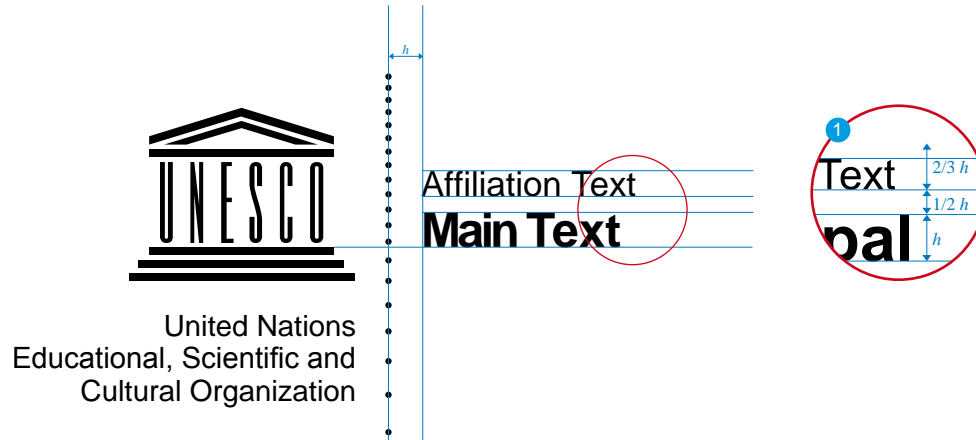 h
UNESCO
United Nations
Educational, Scientific and
Cultural Organization
Affiliation Text
Main Text
1
Text
pal
2/3 h
1/2 h
h